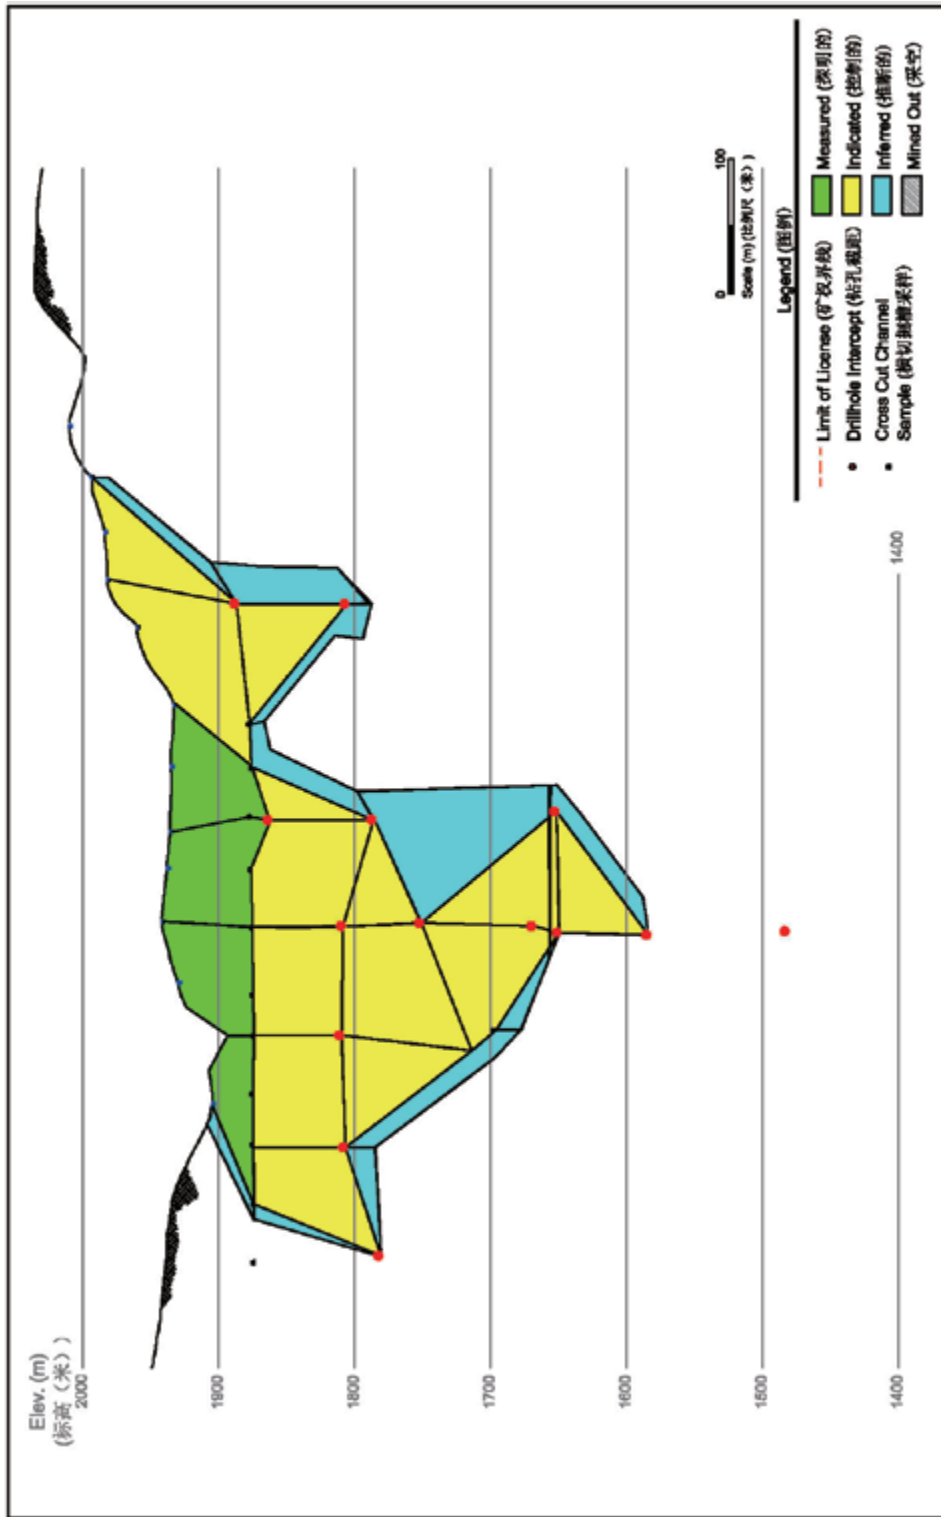 Elev. (m)
(标高（米）)
2000
1900
1800
1700
1600
1500
1400
1400
0 100
Scale (m) (比例尺（米）)
Legend (图例)
Limit of License (矿权界线)
Drillhole Intercept (钻孔截距)
Cross Cut Channel
Sample (横切刻槽采样)
Measured (探明的)
Indicated (控制的)
Inferred (推断的)
Mined Out (采空)